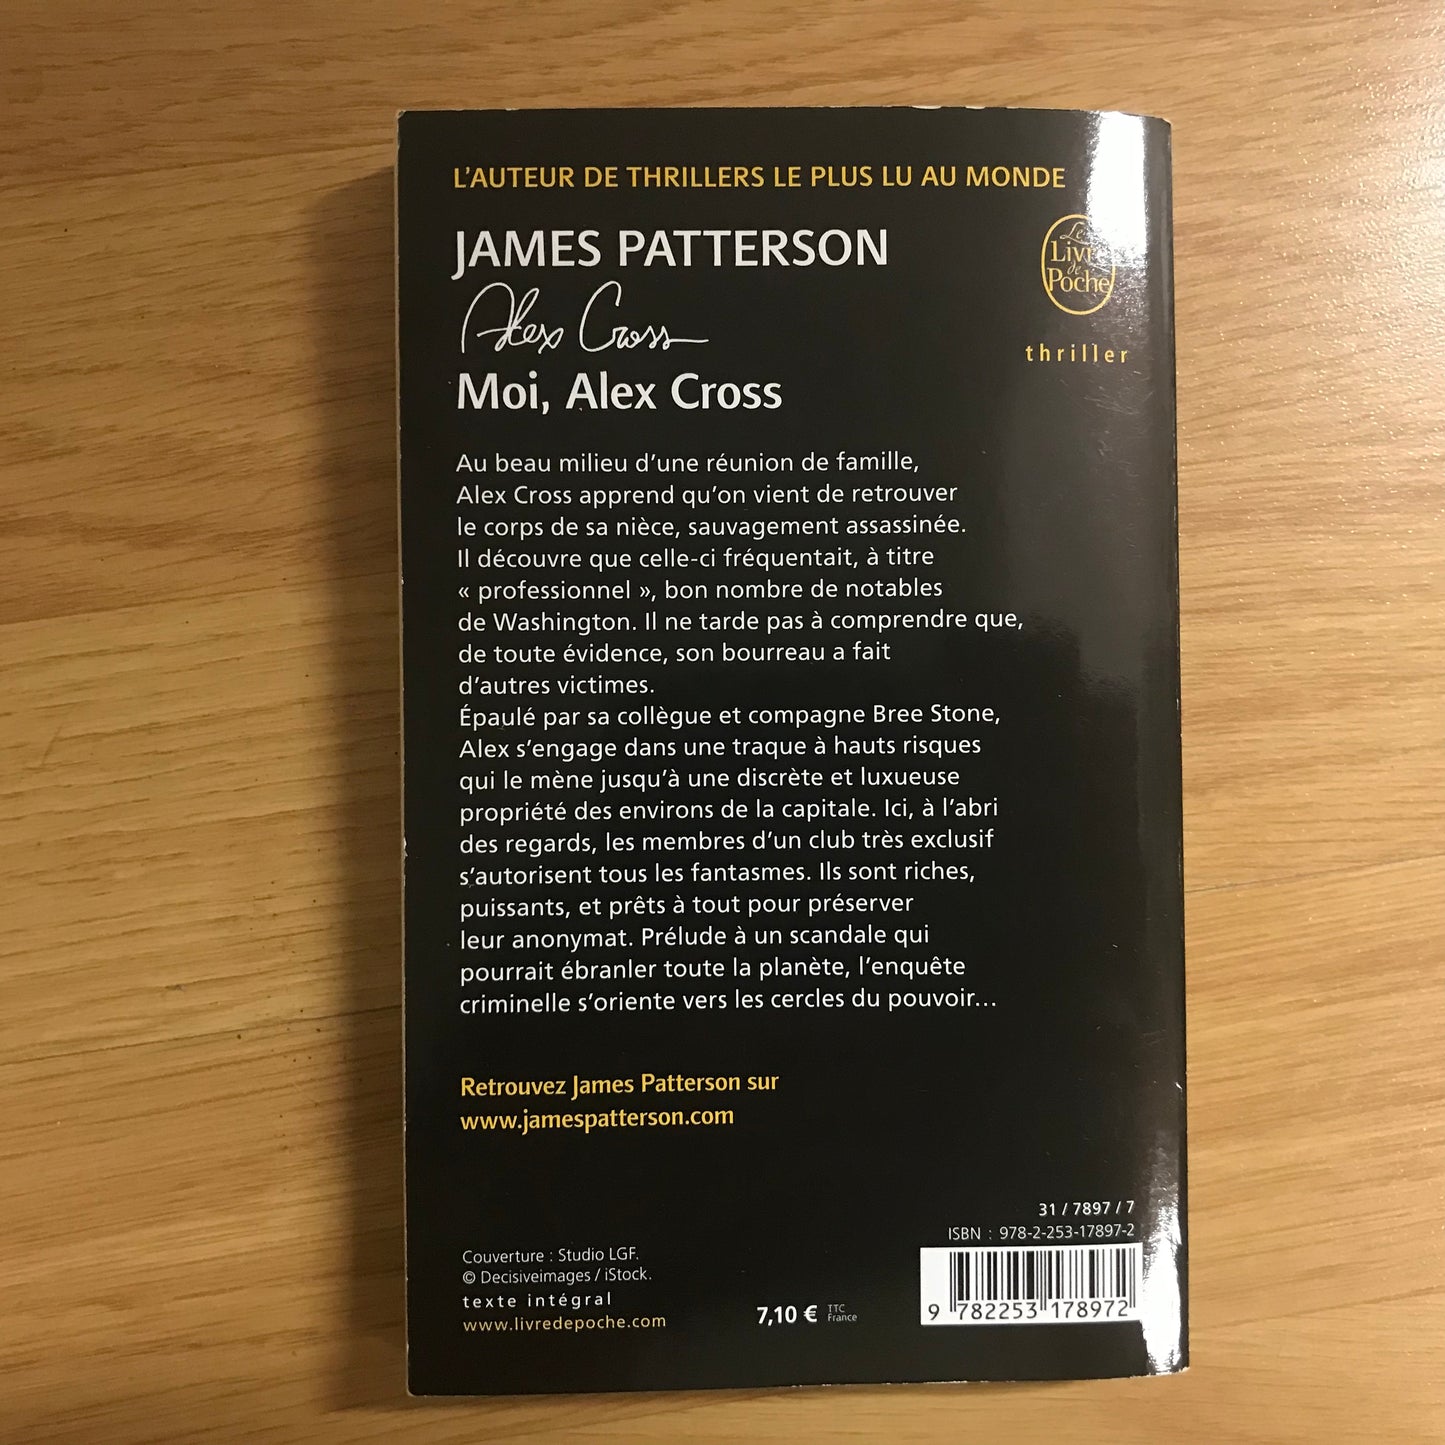 L'AUTEUR DE THRILLERS LE PLUS LU AU MONDE
JAMES PATTERSON
Le
Livre
de
Poche
Alex Cross
thriller
Moi, Alex Cross
Au beau milieu d'une réunion de famille,
Alex Cross apprend qu'on vient de retrouver
le corps de sa nièce, sauvagement assassinée.
Il découvre que celle-ci fréquentait, à titre
« professionnel », bon nombre de notables
de Washington. Il ne tarde pas à comprendre que,
de toute évidence, son bourreau a fait
d'autres victimes.
Épaulé par sa collègue et compagne Bree Stone,
Alex s'engage dans une traque à hauts risques
qui le mène jusqu'à une discrète et luxueuse
propriété des environs de la capitale. Ici, à l'abri
des regards, les membres d'un club très exclusif
s'autorisent tous les fantasmes. Ils sont riches,
puissants, et prêts à tout pour préserver
leur anonymat. Prélude à un scandale qui
pourrait ébranler toute la planète, l'enquête
criminelle s'oriente vers les cercles du pouvoir…
Retrouvez James Patterson sur
www.jamespatterson.com
31 / 7897 / 7
ISBN : 978-2-253-17897-2
Couverture : Studio LGF.
© Decisiveimages / iStock.
texte intégral
www.livredepoche.com
7,10 € TTC
France
9 782253 178972